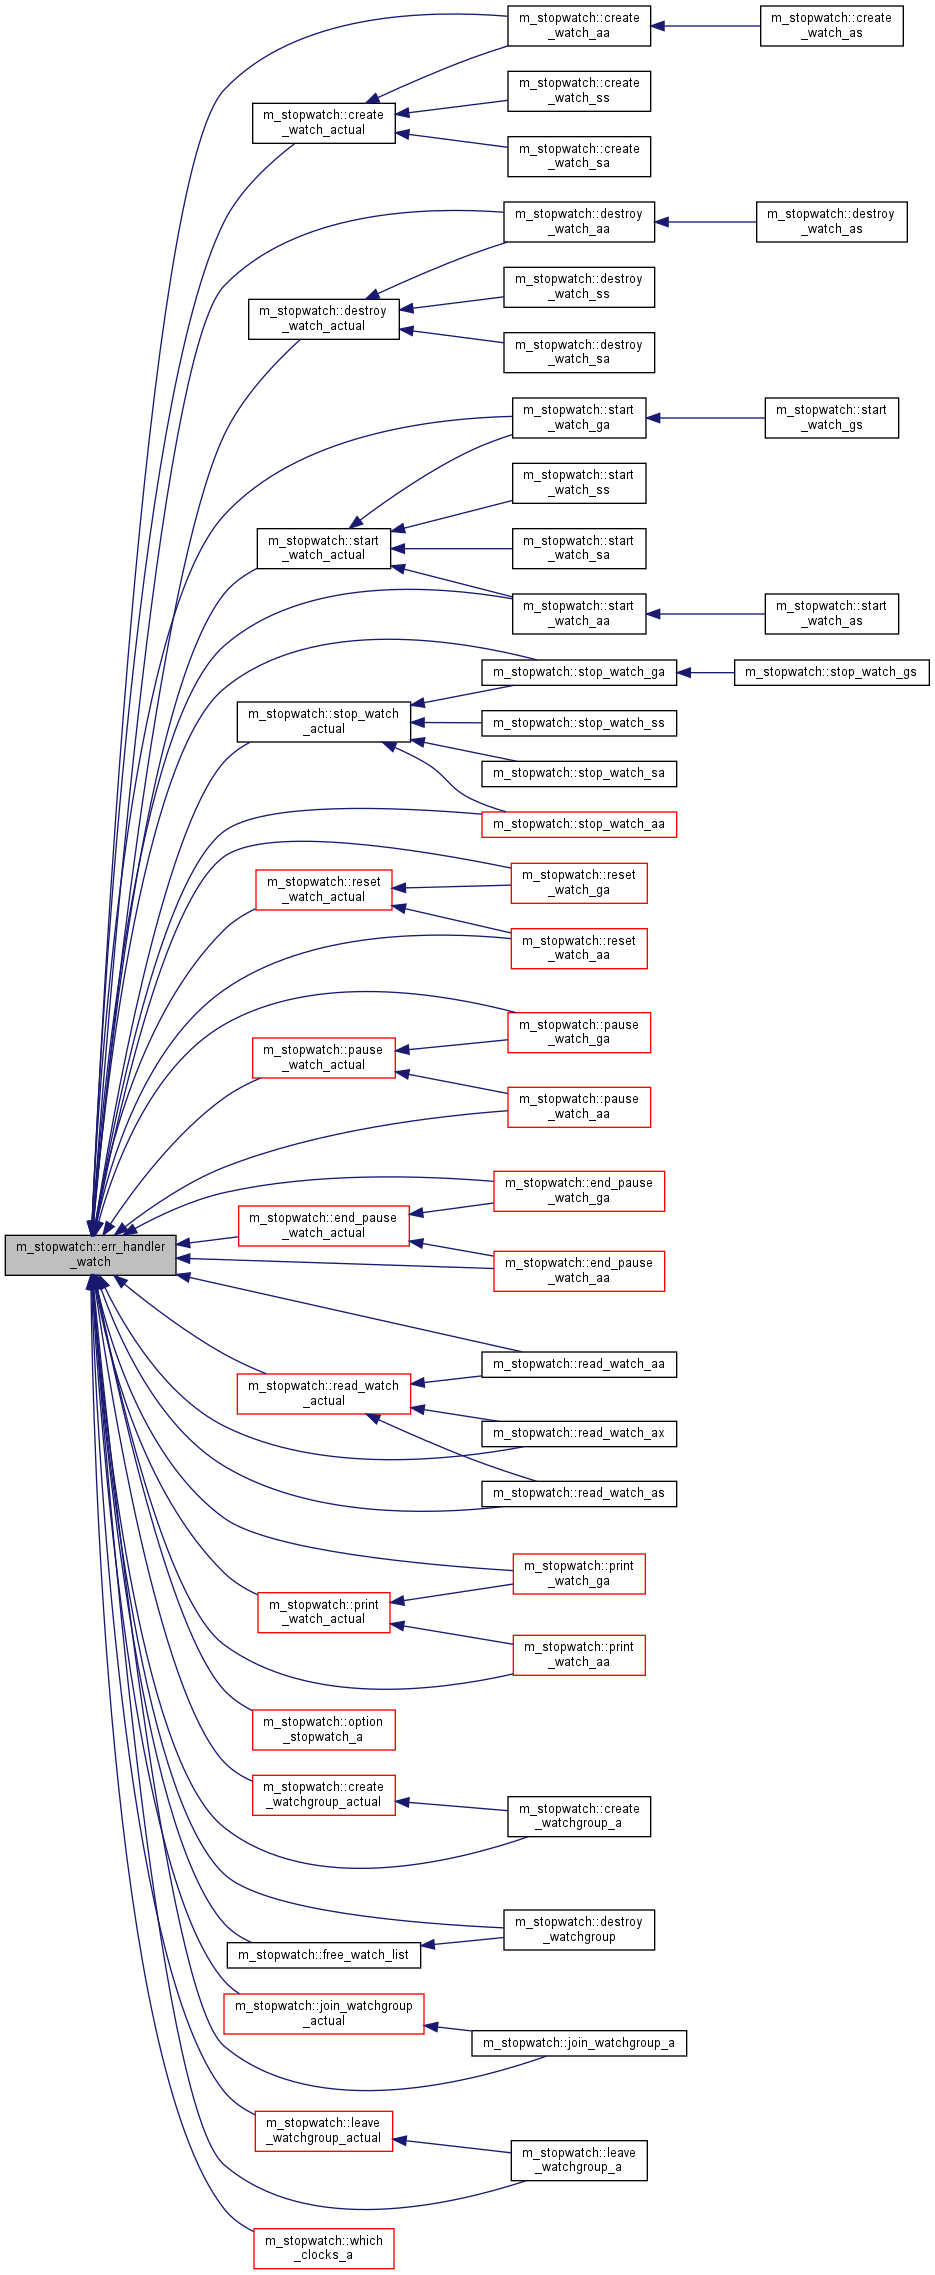 m_stopwatch::create
_watch_aa
m_stopwatch::create
_watch_as
m_stopwatch::create
_watch_ss
m_stopwatch::create
_watch_actual
m_stopwatch::create
_watch_sa
m_stopwatch::destroy
_watch_aa
m_stopwatch::destroy
_watch_as
m_stopwatch::destroy
_watch_ss
m_stopwatch::destroy
_watch_actual
m_stopwatch::destroy
_watch_sa
m_stopwatch::start
_watch_ga
m_stopwatch::start
_watch_gs
m_stopwatch::start
_watch_ss
m_stopwatch::start
_watch_actual
m_stopwatch::start
_watch_sa
m_stopwatch::start
_watch_aa
m_stopwatch::start
_watch_as
m_stopwatch::stop_watch_ga
m_stopwatch::stop_watch_gs
m_stopwatch::stop_watch
_actual
m_stopwatch::stop_watch_ss
m_stopwatch::stop_watch_sa
m_stopwatch::stop_watch_aa
m_stopwatch::reset
_watch_actual
m_stopwatch::reset
_watch_ga
m_stopwatch::reset
_watch_aa
m_stopwatch::pause
_watch_ga
m_stopwatch::pause
_watch_actual
m_stopwatch::pause
_watch_aa
m_stopwatch::end_pause
_watch_ga
m_stopwatch::end_pause
_watch_actual
m_stopwatch::err_handler
_watch
m_stopwatch::end_pause
_watch_aa
m_stopwatch::read_watch_aa
m_stopwatch::read_watch
_actual
m_stopwatch::read_watch_ax
m_stopwatch::read_watch_as
m_stopwatch::print
_watch_ga
m_stopwatch::print
_watch_actual
m_stopwatch::print
_watch_aa
m_stopwatch::option
_stopwatch_a
m_stopwatch::create
_watchgroup_actual
m_stopwatch::create
_watchgroup_a
m_stopwatch::destroy
_watchgroup
m_stopwatch::free_watch_list
m_stopwatch::join_watchgroup
_actual
m_stopwatch::join_watchgroup_a
m_stopwatch::leave
_watchgroup_actual
m_stopwatch::leave
_watchgroup_a
m_stopwatch::which
_clocks_a